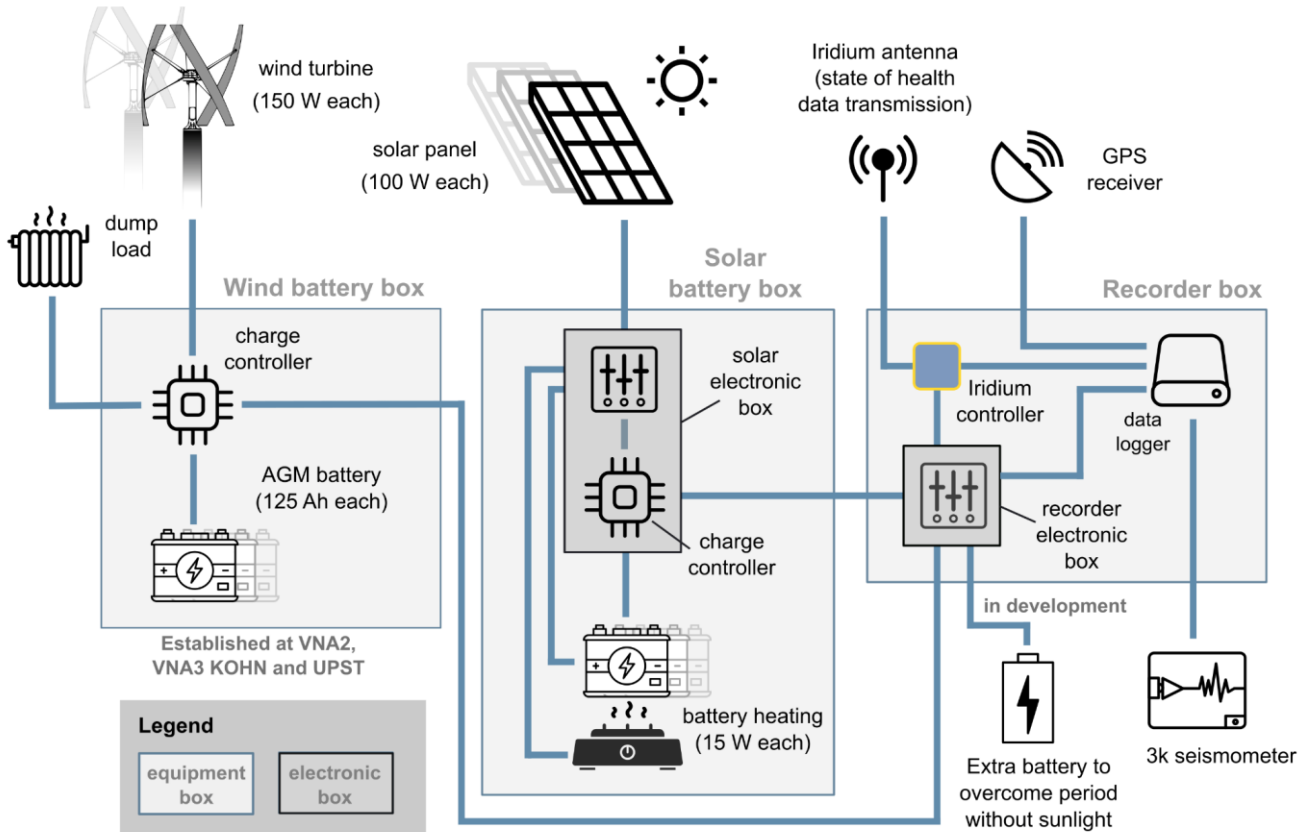 wind turbine
(150 W each)
solar panel
(100 W each)
Iridium antenna
(state of health
data transmission)
GPS
receiver
dump
load
Wind battery box
Solar
battery box
Recorder box
charge
controller
solar
electronic
box
Iridium
controller
data
logger
AGM battery
(125 Ah each)
charge
controller
recorder
electronic
box
in development
Established at VNA2,
VNA3 KOHN and UPST
battery heating
(15 W each)
Extra battery to
overcome period
without sunlight
3k seismometer
Legend
equipment
box
electronic
box